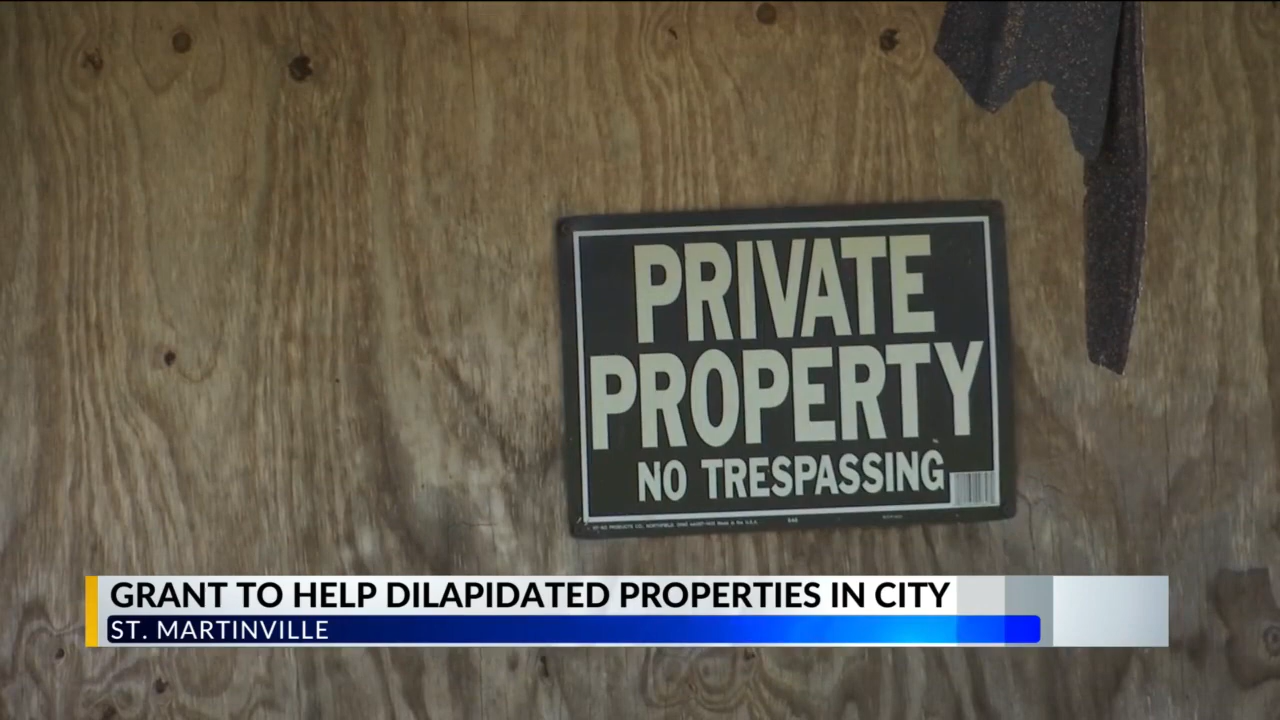 PRIVATE
PROPERTY
NO TRESPASSING
GRANT TO HELP DILAPIDATED PROPERTIES IN CITY
ST. MARTINVILLE